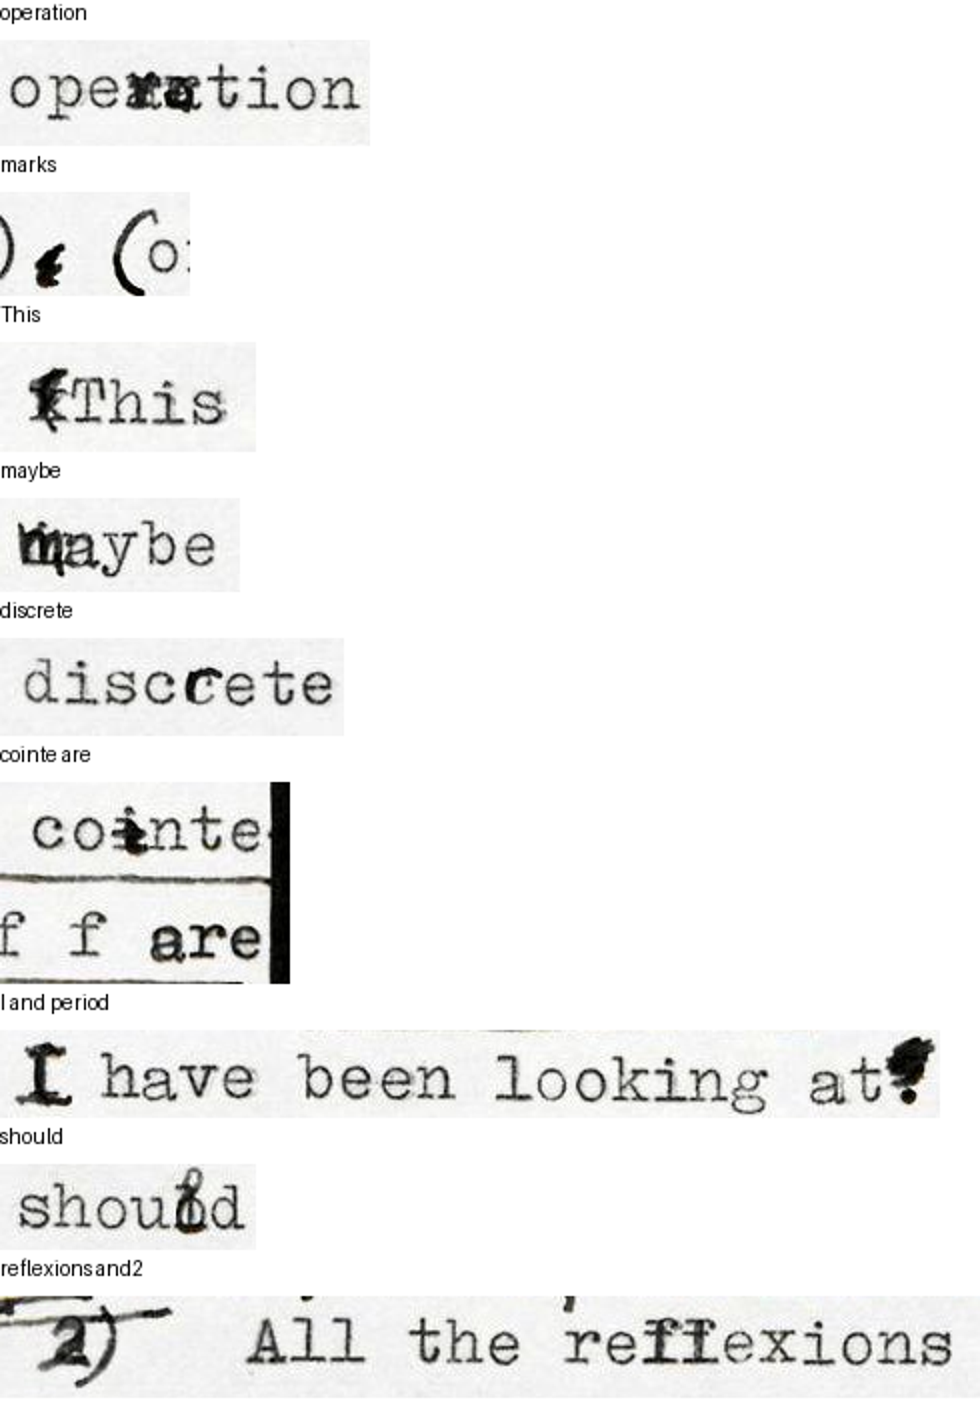 operation
operation
marks
), (o
This
This
maybe
maybe
discrete
discrete
cointe are
cointe
f f are
I and period
I have been looking at
should
should
reflexions and 2
2) All the reflexions